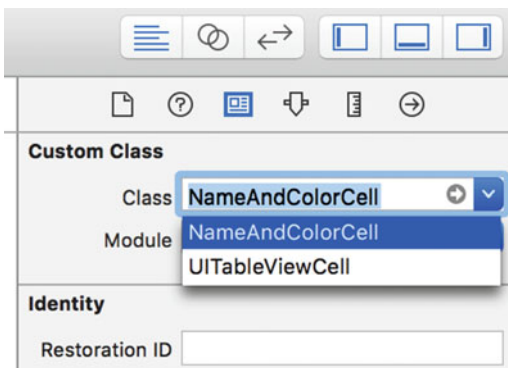 Custom Class
Class NameAndColorCell
Module NameAndColorCell
UITableViewCell
Identity
Restoration ID